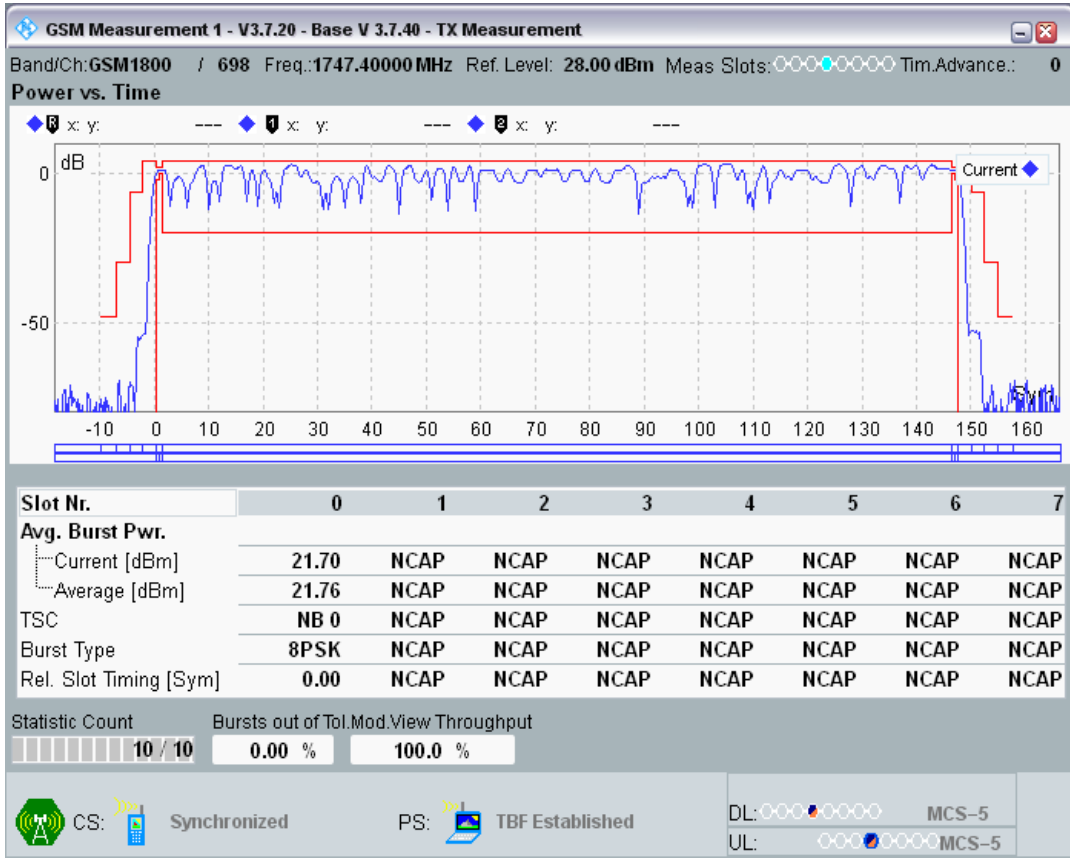 GSM Measurement 1 - V3.7.20 - Base V 3.7.40 - TX Measurement
Band/Ch:GSM1800 / 698 Freq.:1747.40000 MHz Ref. Level: 28.00 dBm Meas Slots: Tim.Advance.: 0
Power vs. Time
R x: y: --- 1 x: y: --- 2 x: y: ---
dB
Current
0
-50
-10 0 10 20 30 40 50 60 70 80 90 100 110 120 130 140 150 160
Slot Nr. 0 1 2 3 4 5 6 7
Avg. Burst Pwr.
Current [dBm] 21.70 NCAP NCAP NCAP NCAP NCAP NCAP NCAP
Average [dBm] 21.76 NCAP NCAP NCAP NCAP NCAP NCAP NCAP
TSC NB 0 NCAP NCAP NCAP NCAP NCAP NCAP NCAP
Burst Type 8PSK NCAP NCAP NCAP NCAP NCAP NCAP NCAP
Rel. Slot Timing [Sym] 0.00 NCAP NCAP NCAP NCAP NCAP NCAP NCAP
Statistic Count Bursts out of Tol.Mod.View Throughput
10 / 10 0.00 % 100.0 %
CS: Synchronized PS: TBF Established
DL: MCS-5
UL: MCS-5